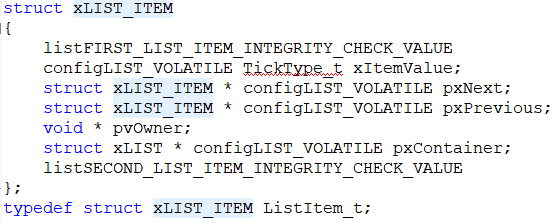 struct xLIST_ITEM
{
listFIRST_LIST_ITEM_INTEGRITY_CHECK_VALUE
configLIST_VOLATILE TickType_t xItemValue;
struct xLIST_ITEM * configLIST_VOLATILE pxNext;
struct xLIST_ITEM * configLIST_VOLATILE pxPrevious;
void * pvOwner;
struct xLIST * configLIST_VOLATILE pxContainer;
listSECOND_LIST_ITEM_INTEGRITY_CHECK_VALUE
};
typedef struct xLIST_ITEM ListItem_t;